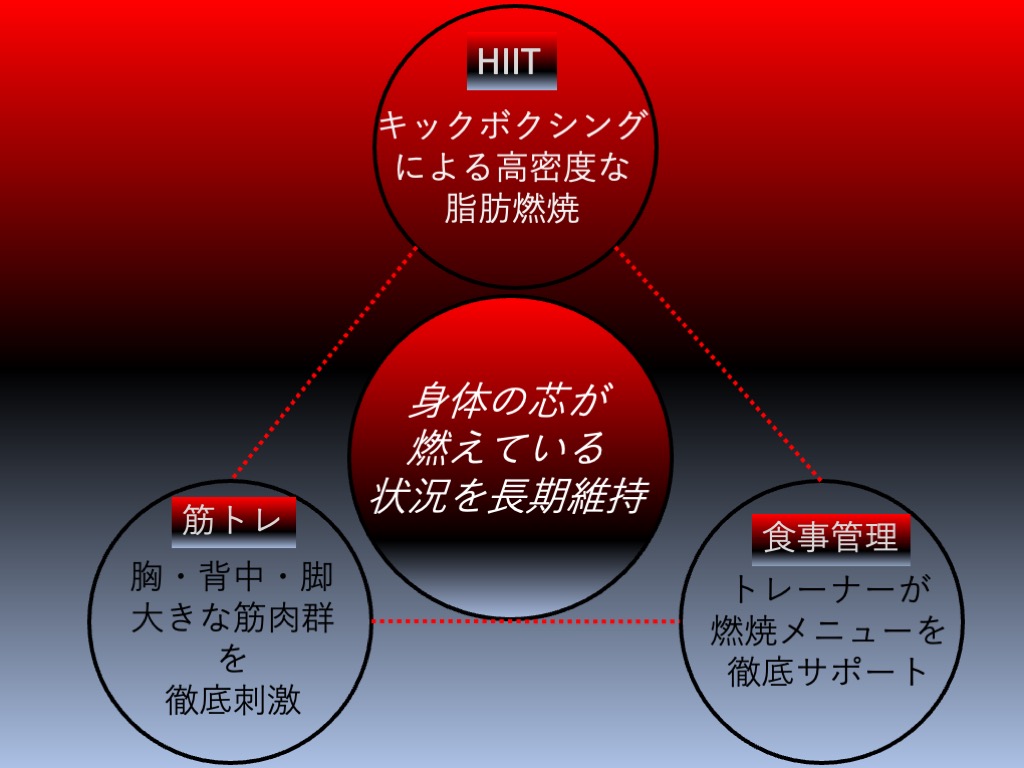 HIIT
キックボクシング
による高密度な
脂肪燃焼
身体の芯が
燃えている
状況を長期維持
筋トレ
胸・背中・脚
大きな筋肉群
を
徹底刺激
食事管理
トレーナーが
燃焼メニューを
徹底サポート